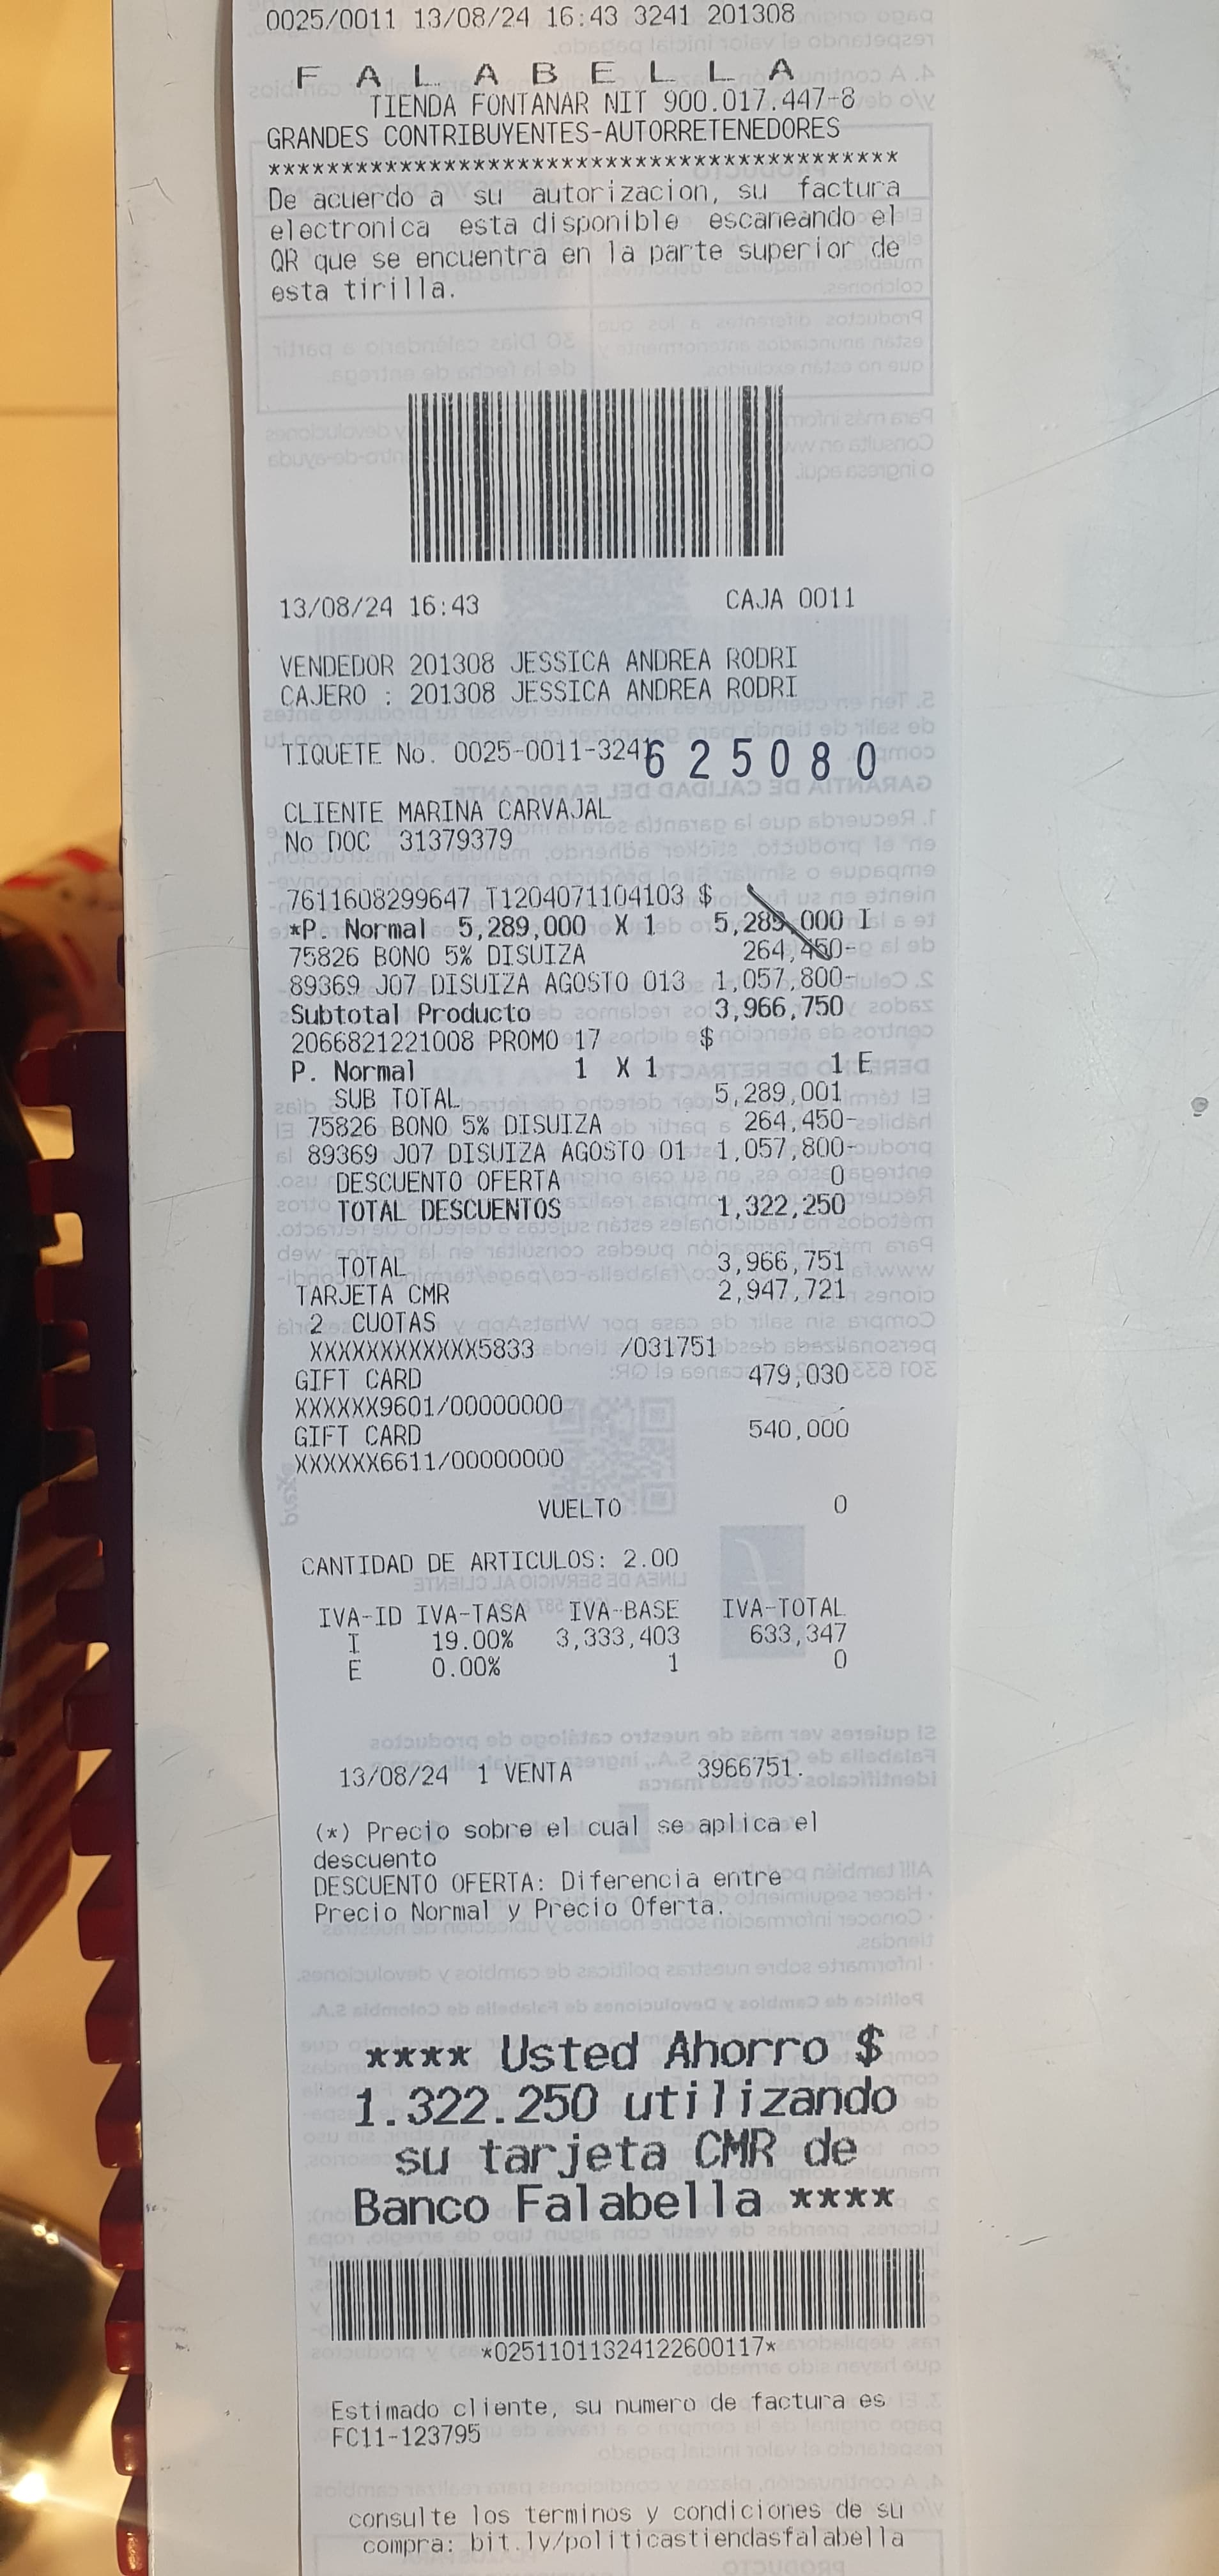 0025/0011 13/08/24 16:43 3241 201308
F A L A B E L L A
TIENDA FONTANAR NIT 900.017.447-8
GRANDES CONTRIBUYENTES-AUTORRETENEDORES
*******************************************
De acuerdo a su autorizacion, su factura
electronica esta disponible escaneando el
QR que se encuentra en la parte superior de
esta tirilla.
13/08/24 16:43 CAJA 0011
VENDEDOR 201308 JESSICA ANDREA RODRI
CAJERO : 201308 JESSICA ANDREA RODRI
TIQUETE No. 0025-0011-3241 625080
CLIENTE MARINA CARVAJAL
No DOC 31379379
7611608299647 T1204071104103 $
*P. Normal 5,289,000 X 1 5,289,000 I
75826 BONO 5% DISUIZA 264,450-
89369 J07 DISUIZA AGOSTO 013 1,057,800-
Subtotal Producto 3,966,750
2066821221008 PROMO 17 $
P. Normal 1 X 1 1 E
SUB TOTAL 5,289,001
75826 BONO 5% DISUIZA 264,450-
89369 J07 DISUIZA AGOSTO 01 1,057,800-
DESCUENTO OFERTA 0
TOTAL DESCUENTOS 1,322,250
TOTAL 3,966,751
TARJETA CMR 2,947,721
2 CUOTAS
XXXXXXXXXXXX5833 /031751
GIFT CARD 479,030
XXXXXX9601/00000000
GIFT CARD 540,000
XXXXXX6611/00000000
VUELTO 0
CANTIDAD DE ARTICULOS: 2.00
IVA-ID IVA-TASA IVA-BASE IVA-TOTAL
I 19.00% 3,333,403 633,347
E 0.00% 1 0
13/08/24 1 VENTA 3966751.
(*) Precio sobre el cual se aplica el
descuento
DESCUENTO OFERTA: Diferencia entre
Precio Normal y Precio Oferta.
**** Usted Ahorro $
1.322.250 utilizando
su tarjeta CMR de
Banco Falabella ****
*02511011324122600117*
Estimado cliente, su numero de factura es
FC11-123795
consulte los terminos y condiciones de su
compra: bit.ly/politicastiendasfalabella